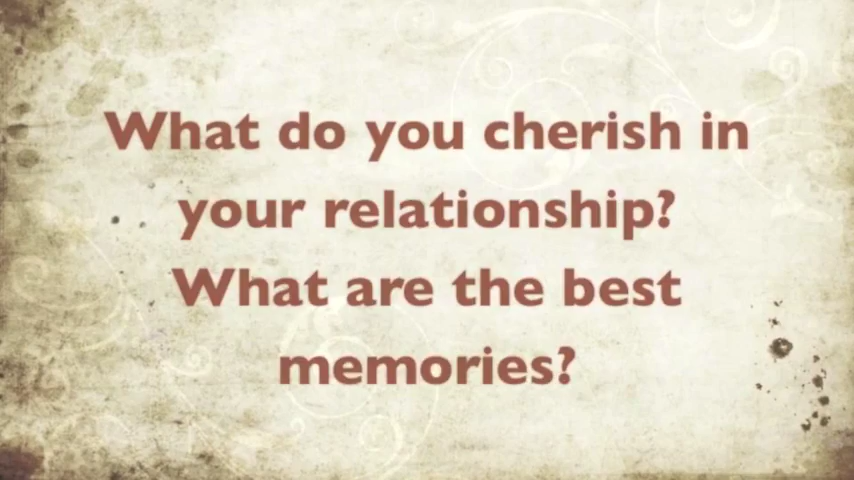 What do you cherish in
your relationship?
What are the best
memories?